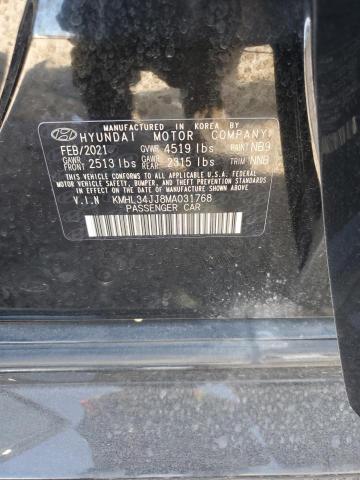 MANUFACTURED IN KOREA BY
HYUNDAI MOTOR COMPANY
FEB/2021 GVWR 4519 lbs PAINT NB9
GAWR FRONT 2513 lbs GAWR REAR 2315 lbs TRIM NNB
THIS VEHICLE CONFORMS TO ALL APPLICABLE U.S.A. FEDERAL
MOTOR VEHICLE SAFETY, BUMPER, AND THEFT PREVENTION
STANDARDS IN EFFECT ON THE DATE OF MANUFACTURE SHOWN ABOVE.
V.I.N KMHL34JJ8MA031768
PASSENGER CAR